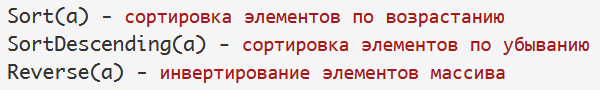 Sort(a) - сортировка элементов по возрастанию
SortDescending(a) - сортировка элементов по убыванию
Reverse(a) - инвертирование элементов массива